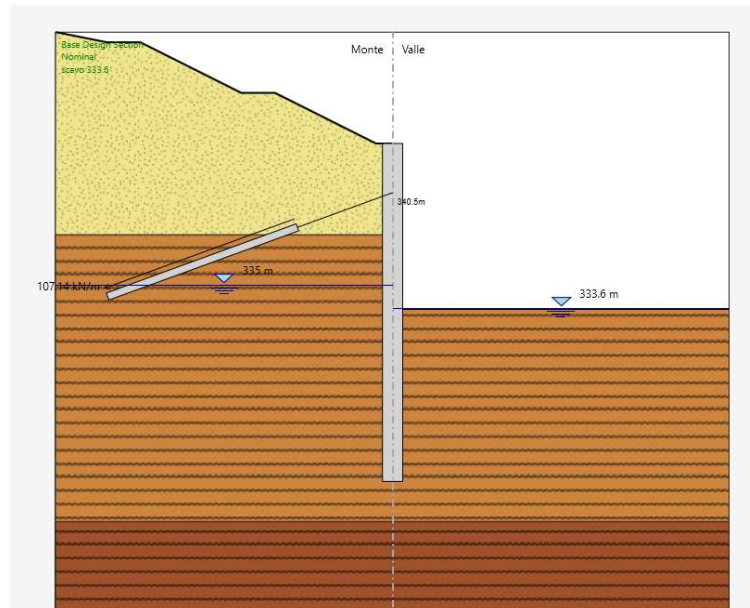 Base Design Section
Nominal
scavo 333.6
Monte
Valle
340.5m
335 m
107.14 kN/m
333.6 m